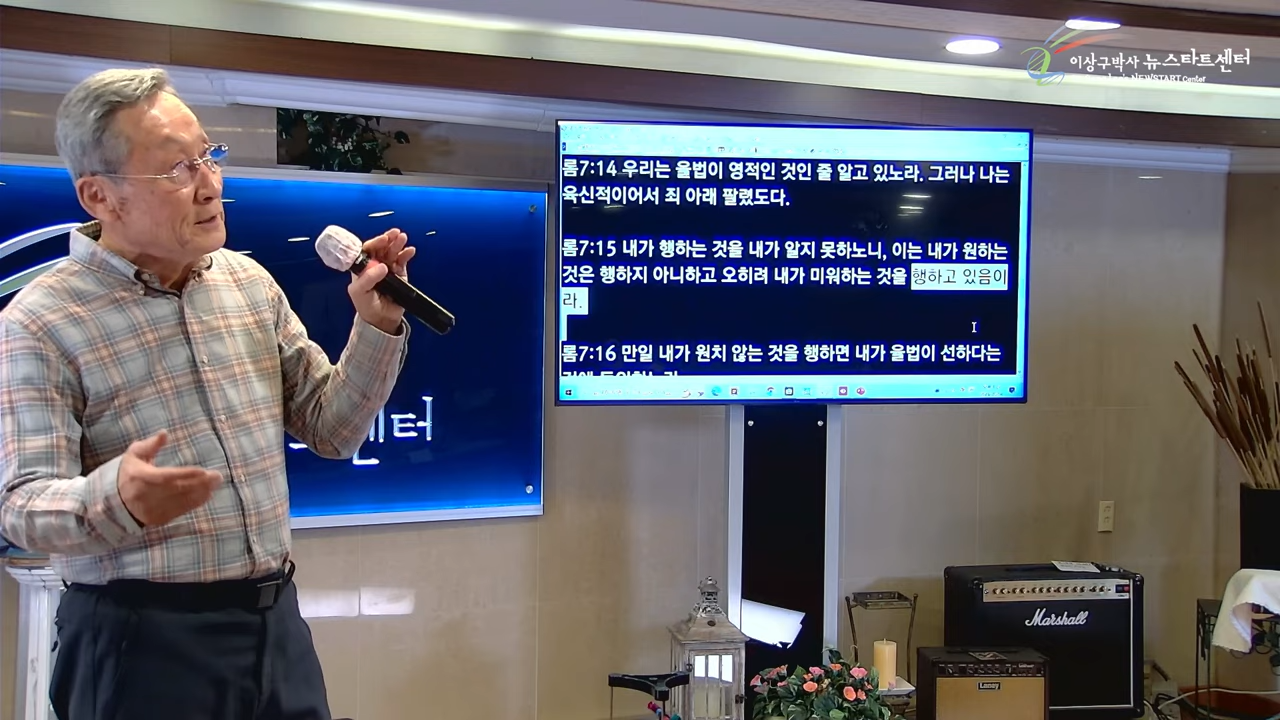 이상구박사 뉴스타트센터
NEWSTART Center
롬7:14 우리는 율법이 영적인 것인 줄 알고 있노라. 그러나 나는
육신적이어서 죄 아래 팔렸도다.
롬7:15 내가 행하는 것을 내가 알지 못하노니, 이는 내가 원하는
것은 행하지 아니하고 오히려 내가 미워하는 것을 행하고 있음이
라.
롬7:16 만일 내가 원치 않는 것을 행하면 내가 율법이 선하다는
센터
Marshall
Laney